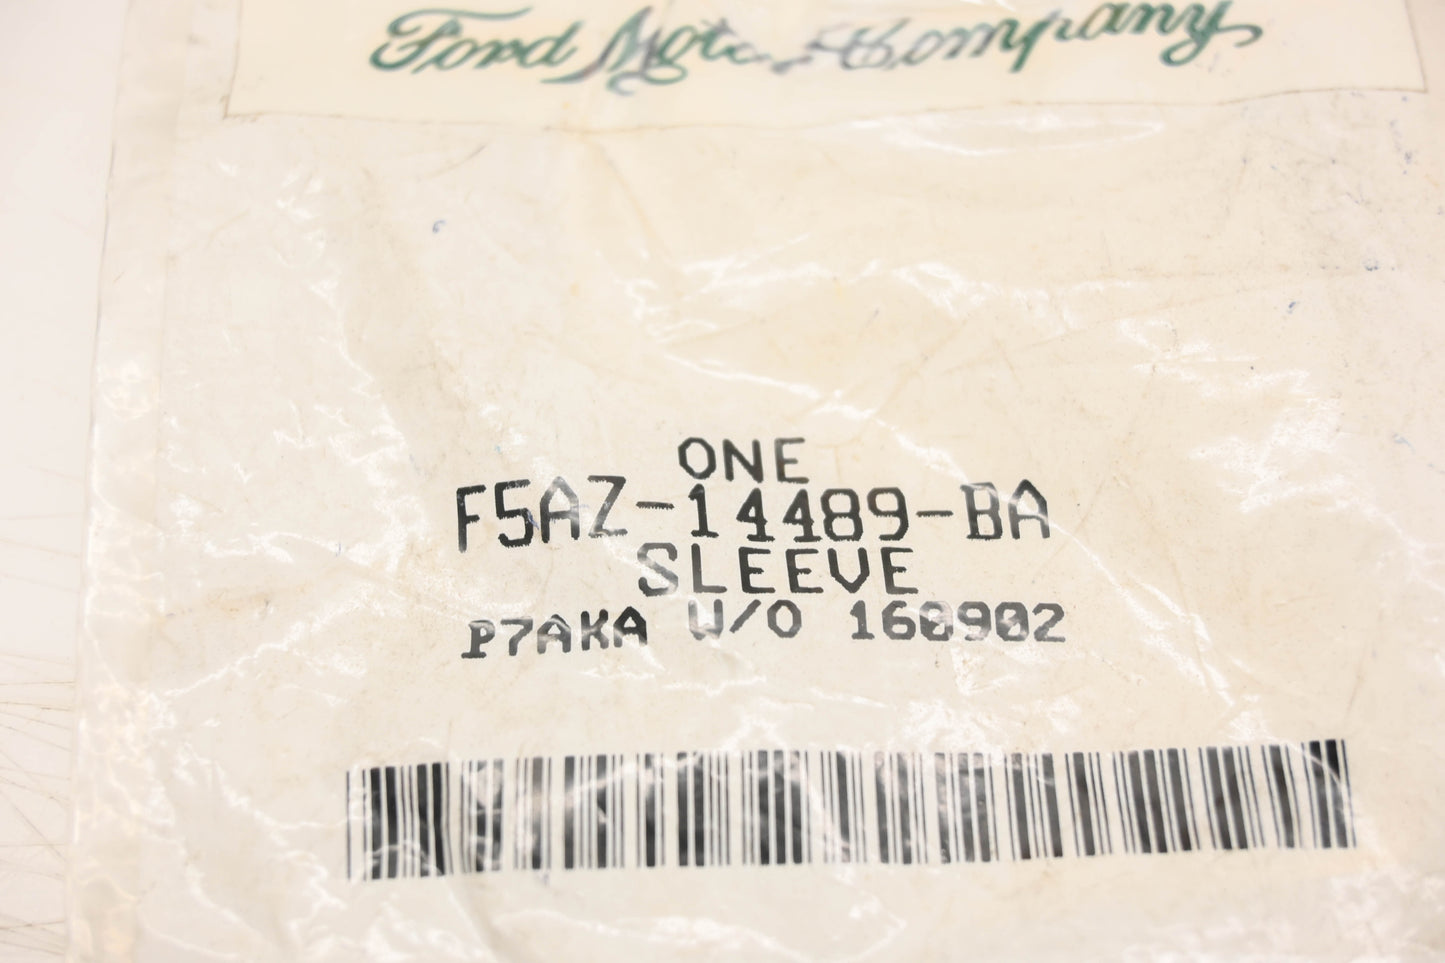 Ford Motor Company
ONE
F5AZ-14489-BA
SLEEVE
P7AKA W/O 160902